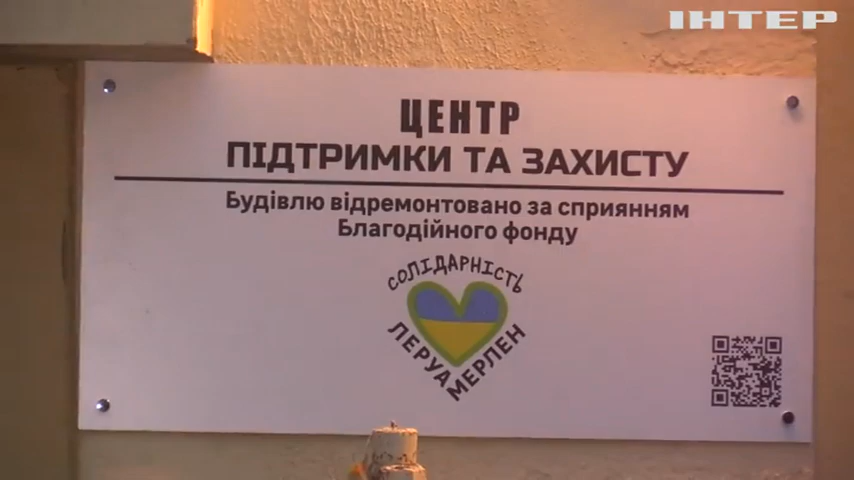 ІНТЕР
ЦЕНТР
ПІДТРИМКИ ТА ЗАХИСТУ
Будівлю відремонтовано за сприянням
Благодійного фонду
СОЛІДАРНІСТЬ
ЛЕРУА МЕРЛЕН